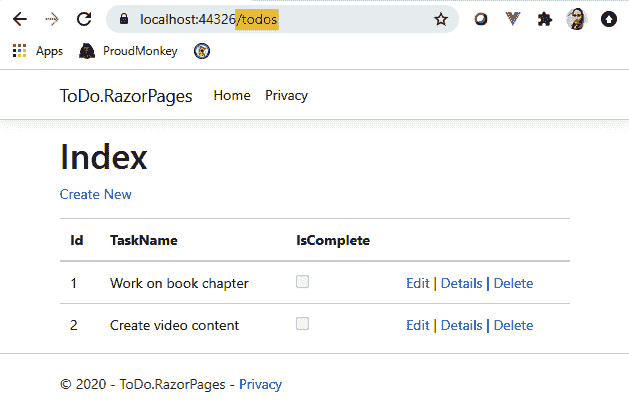 localhost:44326/todos
Apps ProudMonkey
ToDo.RazorPages Home Privacy
Index
Create New
Id TaskName IsComplete
1 Work on book chapter Edit | Details | Delete
2 Create video content Edit | Details | Delete
© 2020 - ToDo.RazorPages - Privacy